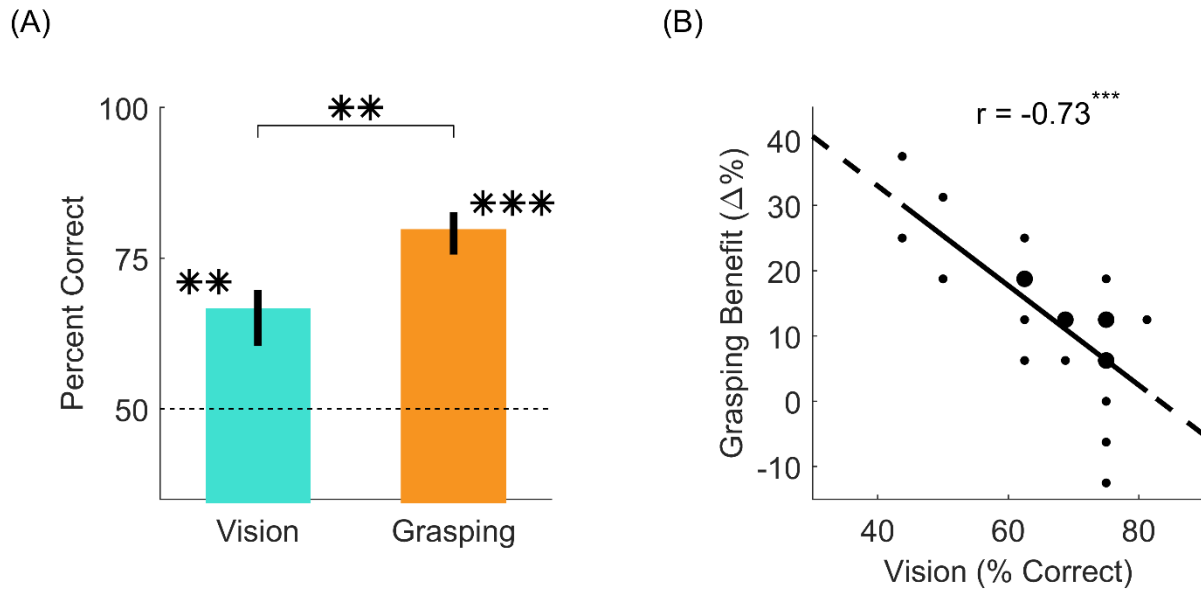 (A)
100
75
50
Percent Correct
**
**
***
Vision
Grasping
(B)
r = -0.73***
40
30
20
10
0
-10
Grasping Benefit (Δ%)
40
60
80
Vision (% Correct)